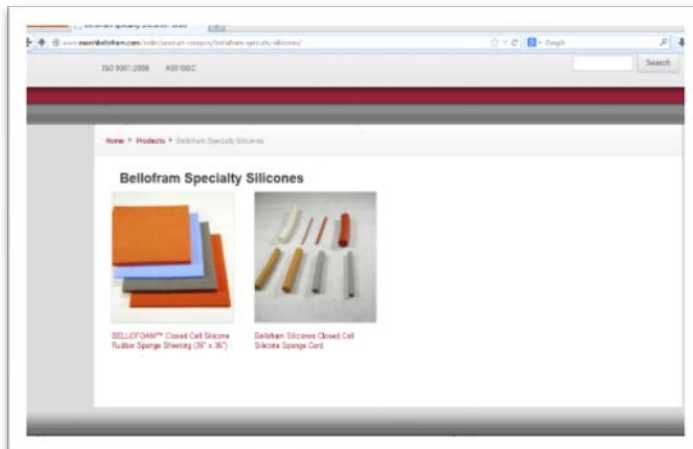 ISO 9001:2008 AS9100C
Search
Home Products Bellofram Specialty Silicones
Bellofram Specialty Silicones
BELLOFOAM™ Closed Cell Silicone
Rubber Sponge Sheeting (36" x 36")
Bellofram Silicones Closed Cell
Silicone Sponge Cord